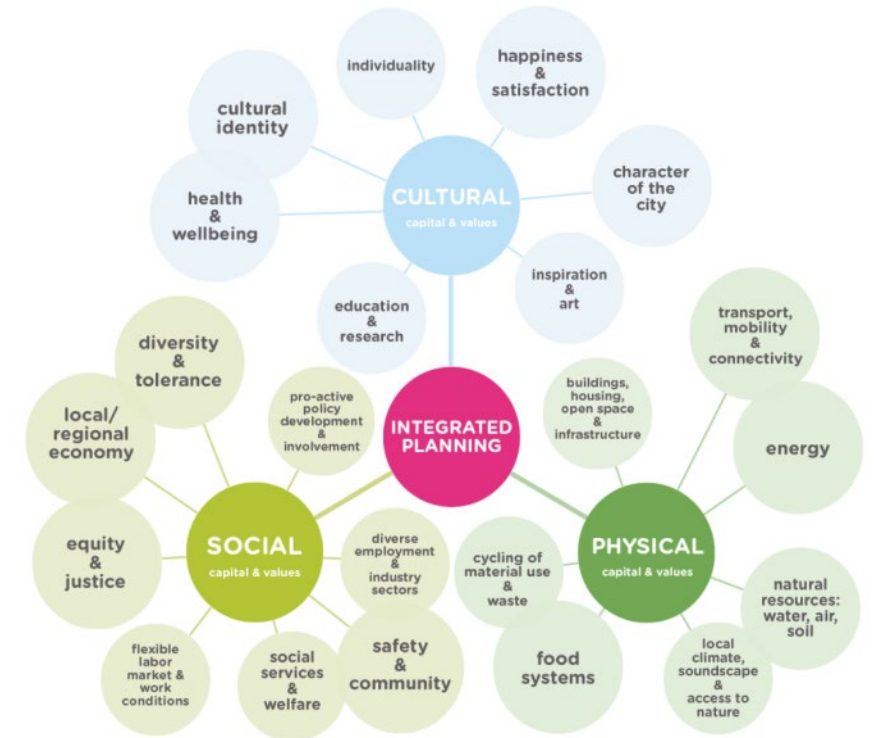 individuality
happiness
&
satisfaction
cultural
identity
health
&
wellbeing
CULTURAL
capital & values
character
of the
city
inspiration
&
art
education
&
research
INTEGRATED
PLANNING
diversity
&
tolerance
local/
regional
economy
pro-active
policy
development
&
involvement
equity
&
justice
SOCIAL
capital & values
diverse
employment
&
industry
sectors
flexible
labor
market &
work
conditions
social
services
&
welfare
safety
&
community
transport,
mobility
&
connectivity
buildings,
housing,
open space
&
infrastructure
energy
PHYSICAL
capital & values
cycling of
material use
&
waste
food
systems
natural
resources:
water, air,
soil
local
climate,
soundscape
&
access to
nature